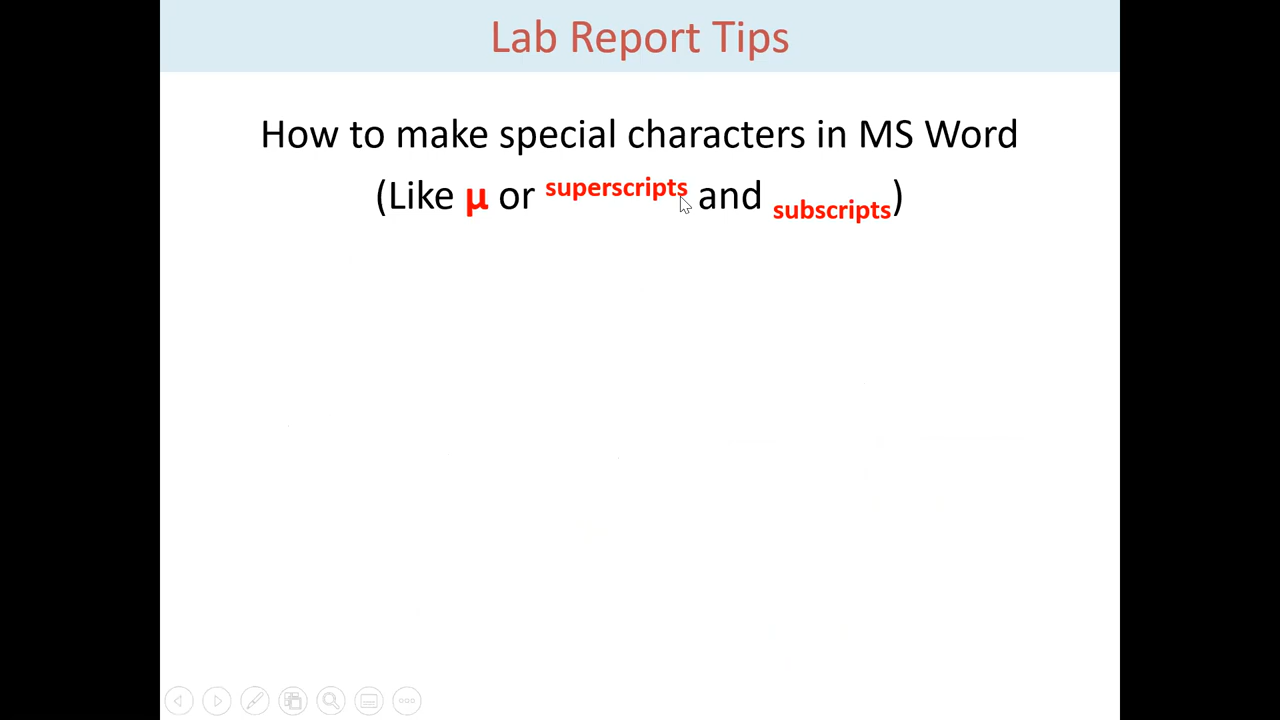 Lab Report Tips
How to make special characters in MS Word
(Like µ or superscripts and subscripts)